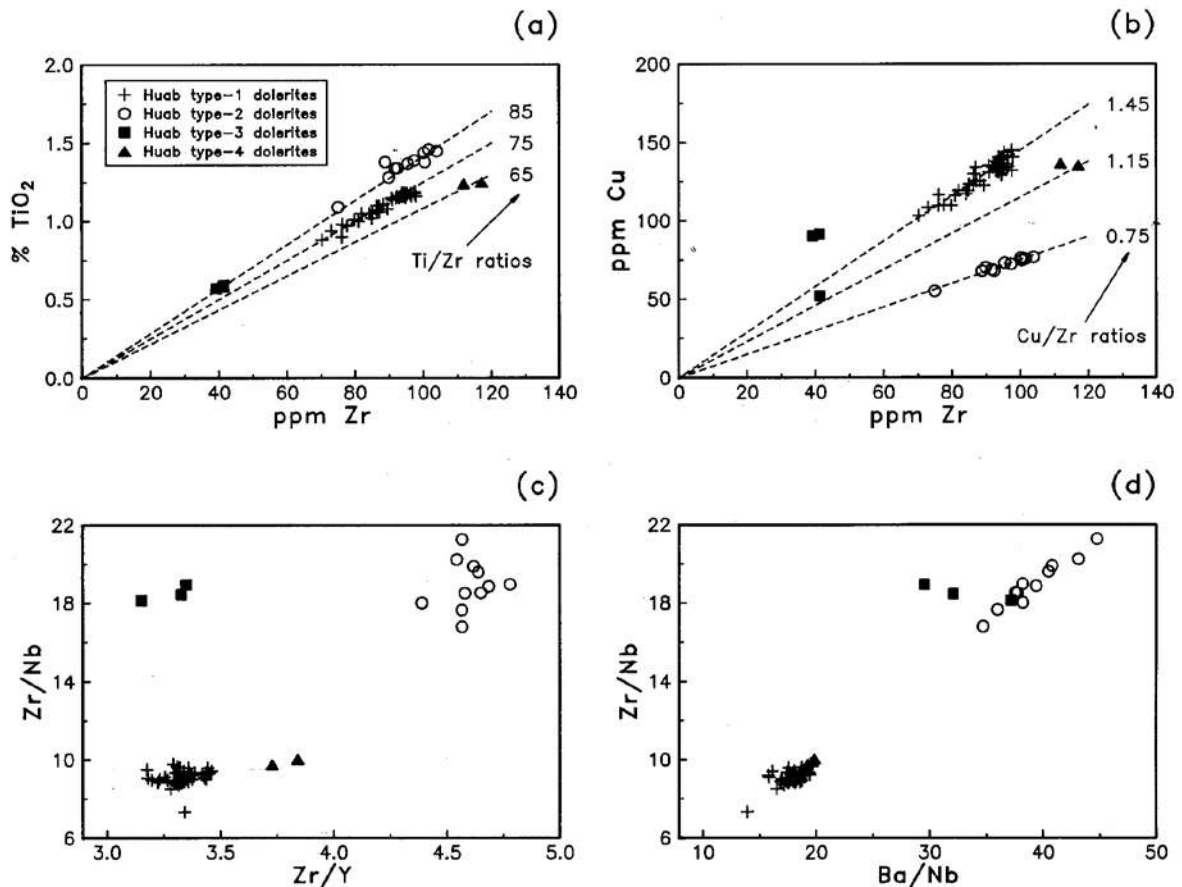 (a)
2.0
1.5
1.0
0.5
0.0
% TiO2
+ Huab type-1 dolerites
○ Huab type-2 dolerites
■ Huab type-3 dolerites
▲ Huab type-4 dolerites
85
75
65
Ti/Zr ratios
0 20 40 60 80 100 120 140
ppm Zr
(b)
200
150
100
50
0
ppm Cu
1.45
1.15
0.75
Cu/Zr ratios
0 20 40 60 80 100 120 140
ppm Zr
(c)
22
18
14
10
6
Zr/Nb
3.0 3.5 4.0 4.5 5.0
Zr/Y
(d)
22
18
14
10
6
Zr/Nb
10 20 30 40 50
Ba/Nb